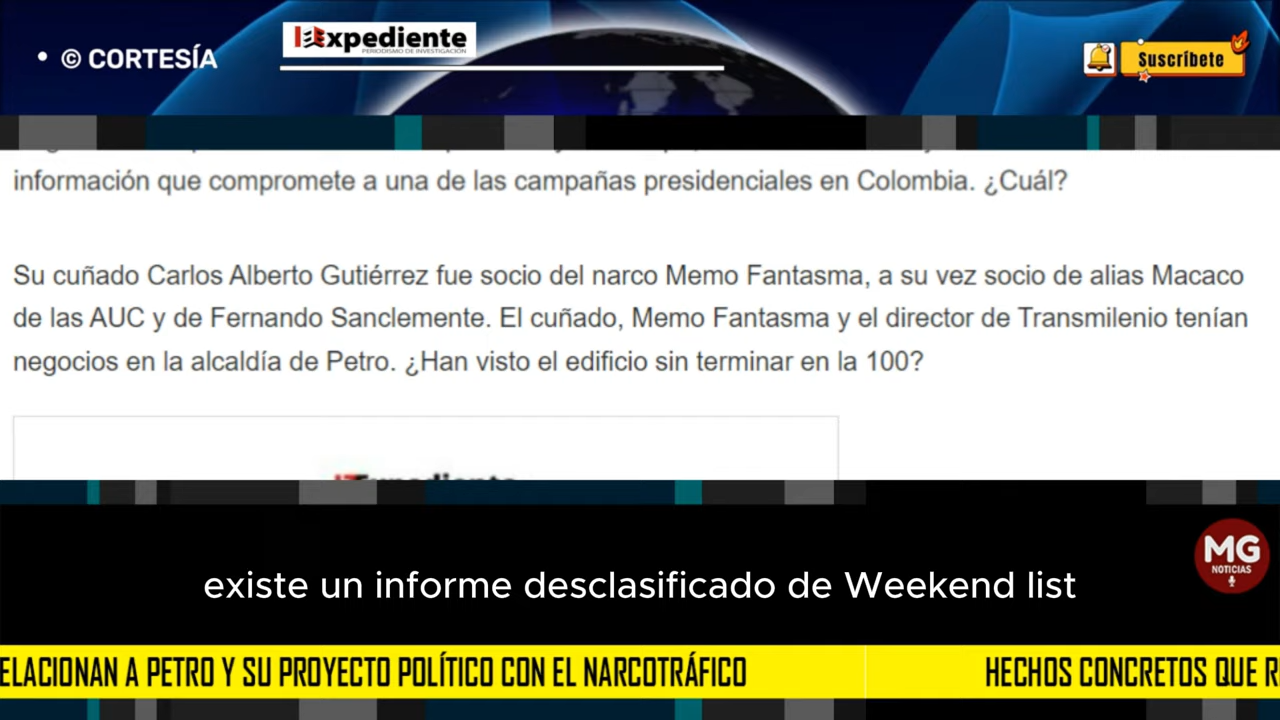 • © CORTESÍA
Expediente
PERIODISMO DE INVESTIGACIÓN
Suscríbete
información que compromete a una de las campañas presidenciales en Colombia. ¿Cuál?
Su cuñado Carlos Alberto Gutiérrez fue socio del narco Memo Fantasma, a su vez socio de alias Macaco
de las AUC y de Fernando Sanclemente. El cuñado, Memo Fantasma y el director de Transmilenio tenían
negocios en la alcaldía de Petro. ¿Han visto el edificio sin terminar en la 100?
existe un informe desclasificado de Weekend list
MG
NOTICIAS
ELACIONAN A PETRO Y SU PROYECTO POLÍTICO CON EL NARCOTRÁFICO
HECHOS CONCRETOS QUE R